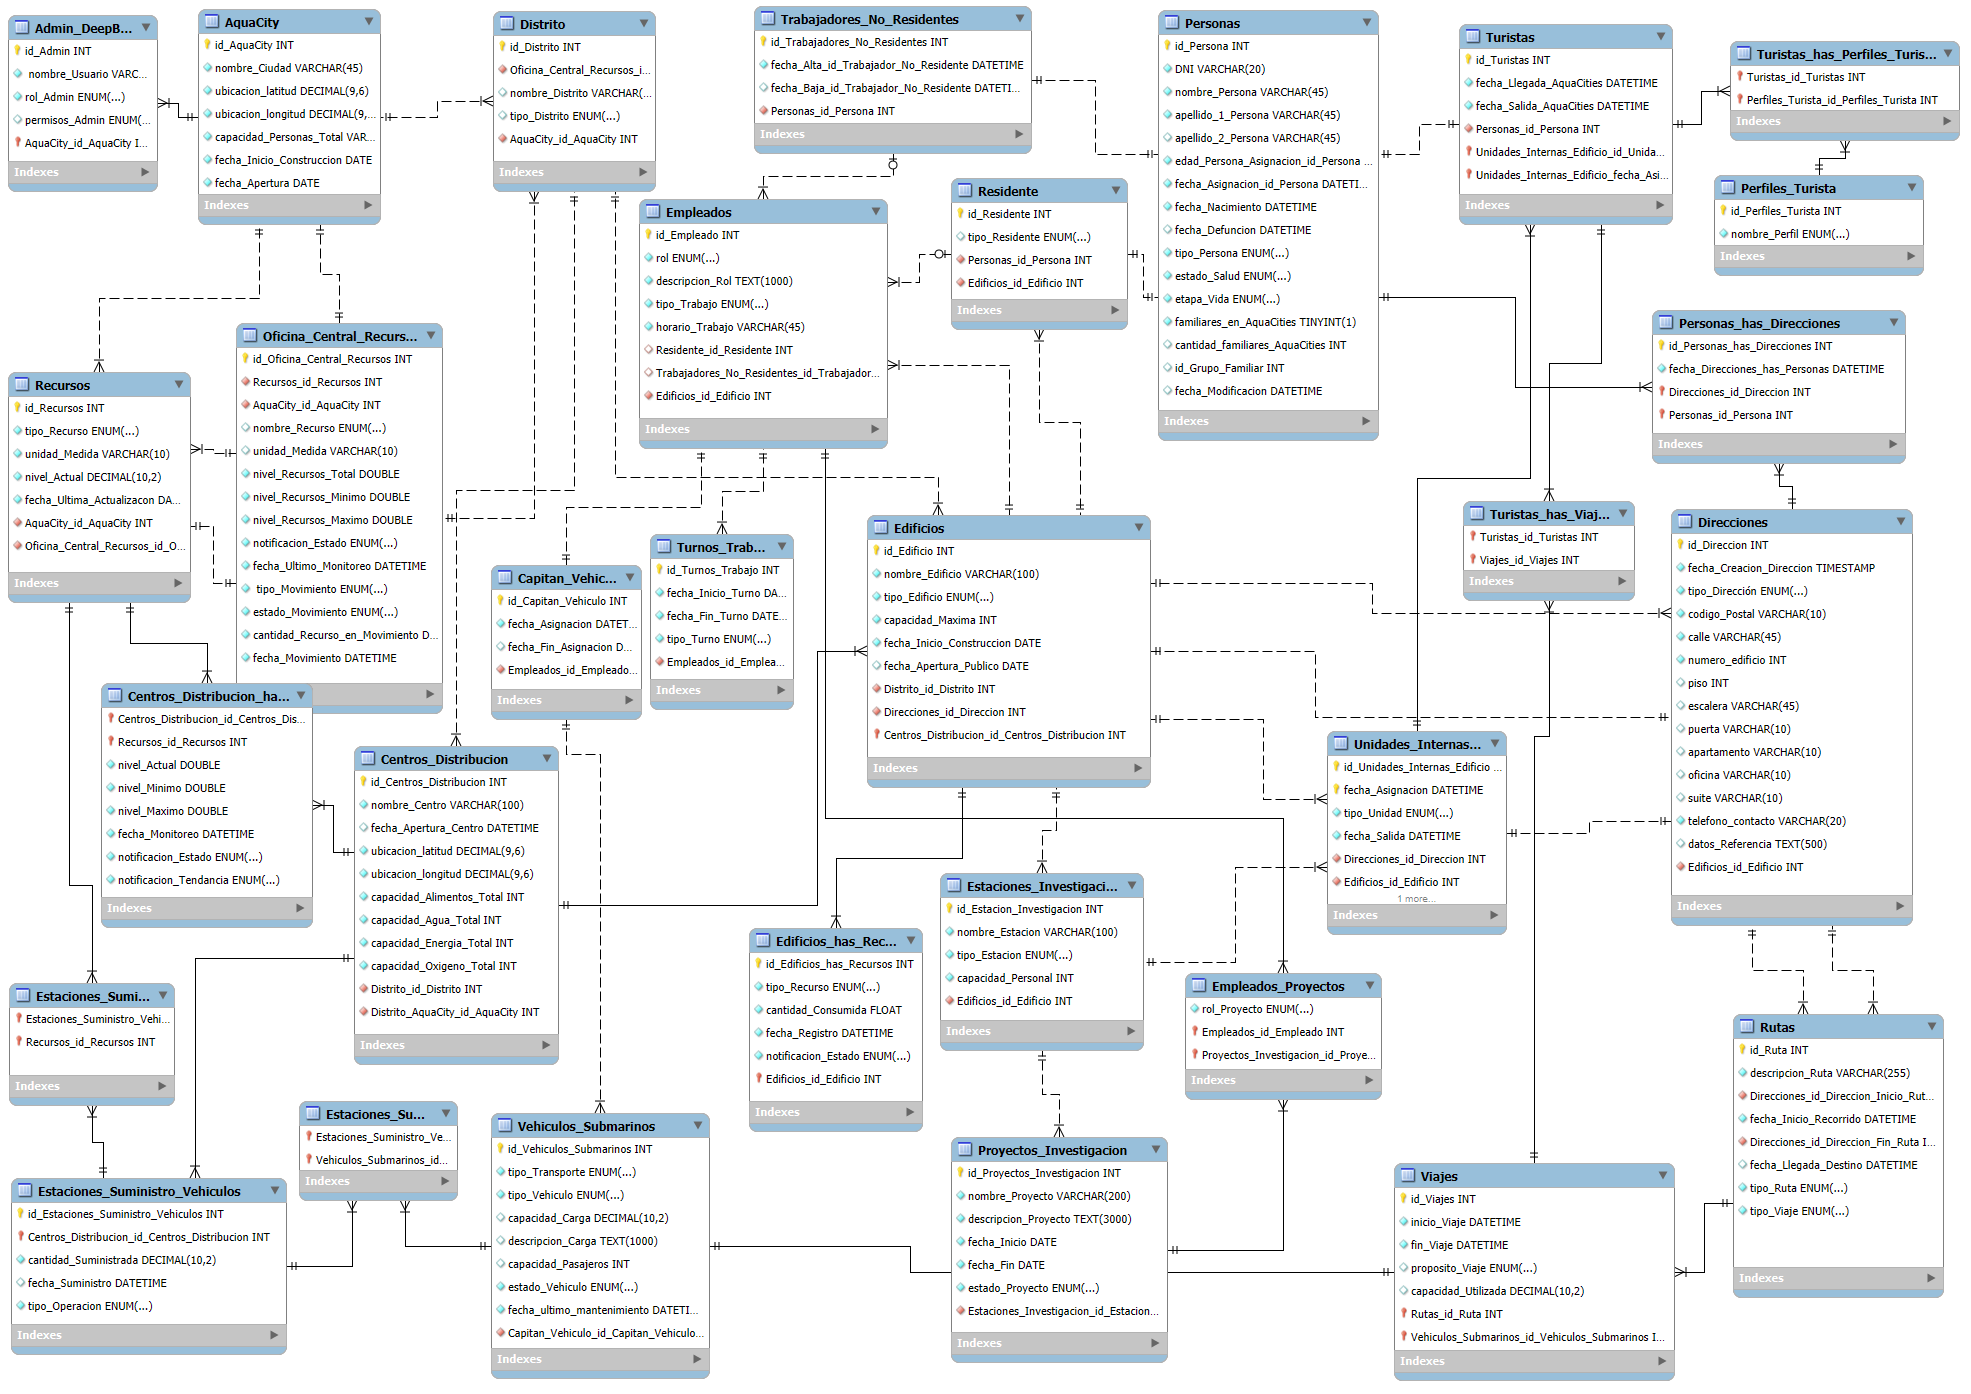 Admin_DeepB...
id_Admin INT
nombre_Usuario VARC...
rol_Admin ENUM(...)
permisos_Admin ENUM(...
AquaCity_id_AquaCity I...
Indexes
AquaCity
id_AquaCity INT
nombre_Ciudad VARCHAR(45)
ubicacion_latitud DECIMAL(9,6)
ubicacion_longitud DECIMAL(9,...
capacidad_Personas_Total VAR...
fecha_Inicio_Construccion DATE
fecha_Apertura DATE
Indexes
Distrito
id_Distrito INT
Oficina_Central_Recursos_i...
nombre_Distrito VARCHAR(...
tipo_Distrito ENUM(...)
AquaCity_id_AquaCity INT
Indexes
Trabajadores_No_Residentes
id_Trabajadores_No_Residentes INT
fecha_Alta_id_Trabajador_No_Residente DATETIME
fecha_Baja_id_Trabajador_No_Residente DATETI...
Personas_id_Persona INT
Indexes
Personas
id_Persona INT
DNI VARCHAR(20)
nombre_Persona VARCHAR(45)
apellido_1_Persona VARCHAR(45)
apellido_2_Persona VARCHAR(45)
edad_Persona_Asignacion_id_Persona ...
fecha_Asignacion_id_Persona DATETI...
fecha_Nacimiento DATETIME
fecha_Defuncion DATETIME
tipo_Persona ENUM(...)
estado_Salud ENUM(...)
etapa_Vida ENUM(...)
familiares_en_AquaCities TINYINT(1)
cantidad_familiares_AquaCities INT
id_Grupo_Familiar INT
fecha_Modificacion DATETIME
Indexes
Turistas
id_Turistas INT
fecha_Llegada_AquaCities DATETIME
fecha_Salida_AquaCities DATETIME
Personas_id_Persona INT
Unidades_Internas_Edificio_id_Unida...
Unidades_Internas_Edificio_fecha_Asi...
Indexes
Turistas_has_Perfiles_Turis...
Turistas_id_Turistas INT
Perfiles_Turista_id_Perfiles_Turista INT
Indexes
Perfiles_Turista
id_Perfiles_Turista INT
nombre_Perfil ENUM(...)
Indexes
Empleados
id_Empleado INT
rol ENUM(...)
descripcion_Rol TEXT(1000)
tipo_Trabajo ENUM(...)
horario_Trabajo VARCHAR(45)
Residente_id_Residente INT
Trabajadores_No_Residentes_id_Trabajador...
Edificios_id_Edificio INT
Indexes
Residente
id_Residente INT
tipo_Residente ENUM(...)
Personas_id_Persona INT
Edificios_id_Edificio INT
Indexes
Personas_has_Direcciones
id_Personas_has_Direcciones INT
fecha_Direcciones_has_Personas DATETIME
Direcciones_id_Direccion INT
Personas_id_Persona INT
Indexes
Recursos
id_Recursos INT
tipo_Recurso ENUM(...)
unidad_Medida VARCHAR(10)
nivel_Actual DECIMAL(10,2)
fecha_Ultima_Actualizacon DA...
AquaCity_id_AquaCity INT
Oficina_Central_Recursos_id_O...
Indexes
Oficina_Central_Recurs...
id_Oficina_Central_Recursos INT
Recursos_id_Recursos INT
AquaCity_id_AquaCity INT
nombre_Recurso ENUM(...)
unidad_Medida VARCHAR(10)
nivel_Recursos_Total DOUBLE
nivel_Recursos_Minimo DOUBLE
nivel_Recursos_Maximo DOUBLE
notificacion_Estado ENUM(...)
fecha_Ultimo_Monitoreo DATETIME
tipo_Movimiento ENUM(...)
estado_Movimiento ENUM(...)
cantidad_Recurso_en_Movimiento D...
fecha_Movimiento DATETIME
Capitan_Vehic...
id_Capitan_Vehiculo INT
fecha_Asignacion DATET...
fecha_Fin_Asignacion D...
Empleados_id_Empleado...
Indexes
Turnos_Trab...
id_Turnos_Trabajo INT
fecha_Inicio_Turno DA...
fecha_Fin_Turno DATE...
tipo_Turno ENUM(...)
Empleados_id_Emplea...
Indexes
Edificios
id_Edificio INT
nombre_Edificio VARCHAR(100)
tipo_Edificio ENUM(...)
capacidad_Maxima INT
fecha_Inicio_Construccion DATE
fecha_Apertura_Publico DATE
Distrito_id_Distrito INT
Direcciones_id_Direccion INT
Centros_Distribucion_id_Centros_Distribucion INT
Indexes
Turistas_has_Viaj...
Turistas_id_Turistas INT
Viajes_id_Viajes INT
Indexes
Direcciones
id_Direccion INT
fecha_Creacion_Direccion TIMESTAMP
tipo_Dirección ENUM(...)
codigo_Postal VARCHAR(10)
calle VARCHAR(45)
numero_edificio INT
piso INT
escalera VARCHAR(45)
puerta VARCHAR(10)
apartamento VARCHAR(10)
oficina VARCHAR(10)
suite VARCHAR(10)
telefono_contacto VARCHAR(20)
datos_Referencia TEXT(500)
Edificios_id_Edificio INT
Indexes
Centros_Distribucion_ha...
Centros_Distribucion_id_Centros_Dis...
Recursos_id_Recursos INT
nivel_Actual DOUBLE
nivel_Minimo DOUBLE
nivel_Maximo DOUBLE
fecha_Monitoreo DATETIME
notificacion_Estado ENUM(...)
notificacion_Tendancia ENUM(...)
Indexes
Centros_Distribucion
id_Centros_Distribucion INT
nombre_Centro VARCHAR(100)
fecha_Apertura_Centro DATETIME
ubicacion_latitud DECIMAL(9,6)
ubicacion_longitud DECIMAL(9,6)
capacidad_Alimentos_Total INT
capacidad_Agua_Total INT
capacidad_Energia_Total INT
capacidad_Oxigeno_Total INT
Distrito_id_Distrito INT
Distrito_AquaCity_id_AquaCity INT
Indexes
Unidades_Internas...
id_Unidades_Internas_Edificio ...
fecha_Asignacion DATETIME
tipo_Unidad ENUM(...)
fecha_Salida DATETIME
Direcciones_id_Direccion INT
Edificios_id_Edificio INT
1 more...
Indexes
Edificios_has_Rec...
id_Edificios_has_Recursos INT
tipo_Recurso ENUM(...)
cantidad_Consumida FLOAT
fecha_Registro DATETIME
notificacion_Estado ENUM(...)
Edificios_id_Edificio INT
Indexes
Estaciones_Investigaci...
id_Estacion_Investigacion INT
nombre_Estacion VARCHAR(100)
tipo_Estacion ENUM(...)
capacidad_Personal INT
Edificios_id_Edificio INT
Indexes
Empleados_Proyectos
rol_Proyecto ENUM(...)
Empleados_id_Empleado INT
Proyectos_Investigacion_id_Proye...
Indexes
Estaciones_Sumi...
Estaciones_Suministro_Vehi...
Recursos_id_Recursos INT
Indexes
Rutas
id_Ruta INT
descripcion_Ruta VARCHAR(255)
Direcciones_id_Direccion_Inicio_Rut...
fecha_Inicio_Recorrido DATETIME
Direcciones_id_Direccion_Fin_Ruta I...
fecha_Llegada_Destino DATETIME
tipo_Ruta ENUM(...)
tipo_Viaje ENUM(...)
Indexes
Estaciones_Su...
Estaciones_Suministro_Ve...
Vehiculos_Submarinos_id...
Indexes
Estaciones_Suministro_Vehiculos
id_Estaciones_Suministro_Vehiculos INT
Centros_Distribucion_id_Centros_Distribucion INT
cantidad_Suministrada DECIMAL(10,2)
fecha_Suministro DATETIME
tipo_Operacion ENUM(...)
Indexes
Vehiculos_Submarinos
id_Vehiculos_Submarinos INT
tipo_Transporte ENUM(...)
tipo_Vehiculo ENUM(...)
capacidad_Carga DECIMAL(10,2)
descripcion_Carga TEXT(1000)
capacidad_Pasajeros INT
estado_Vehiculo ENUM(...)
fecha_ultimo_mantenimiento DATETI...
Capitan_Vehiculo_id_Capitan_Vehiculo...
Indexes
Proyectos_Investigacion
id_Proyectos_Investigacion INT
nombre_Proyecto VARCHAR(200)
descripcion_Proyecto TEXT(3000)
fecha_Inicio DATE
fecha_Fin DATE
estado_Proyecto ENUM(...)
Estaciones_Investigacion_id_Estacion...
Indexes
Viajes
id_Viajes INT
inicio_Viaje DATETIME
fin_Viaje DATETIME
proposito_Viaje ENUM(...)
capacidad_Utilizada DECIMAL(10,2)
Rutas_id_Ruta INT
Vehiculos_Submarinos_id_Vehiculos_Submarinos I...
Indexes